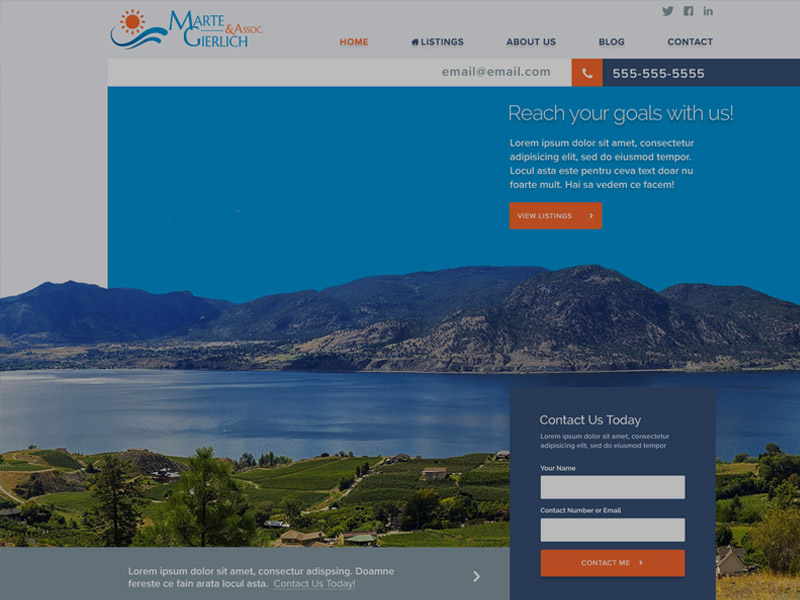 MARTE
& ASSOC.
GIERLICH
HOME
LISTINGS
ABOUT US
BLOG
CONTACT
email@email.com
555-555-5555
Reach your goals with us!
Lorem ipsum dolor sit amet, consectetur
adipisicing elit, sed do eiusmod tempor.
Locul asta este pentru ceva text doar nu
foarte mult. Hai sa vedem ce facem!
VIEW LISTINGS
Contact Us Today
Lorem ipsum dolor sit amet, consectetur
adipisicing elit, sed do eiusmod tempor
Your Name
Contact Number or Email
CONTACT ME
Lorem ipsum dolor sit amet, consectetur adipsicing. Doamne
fereste ce fain arata locul asta. Contact Us Today!